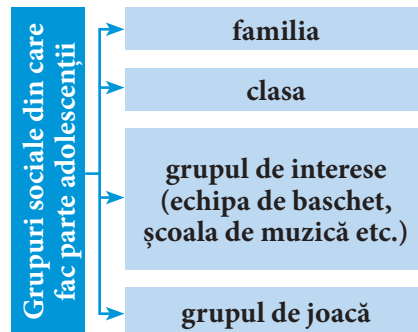 Grupuri sociale din care
fac parte adolescenții
familia
clasa
grupul de interese
(echipa de baschet,
școala de muzică etc.)
grupul de joacă